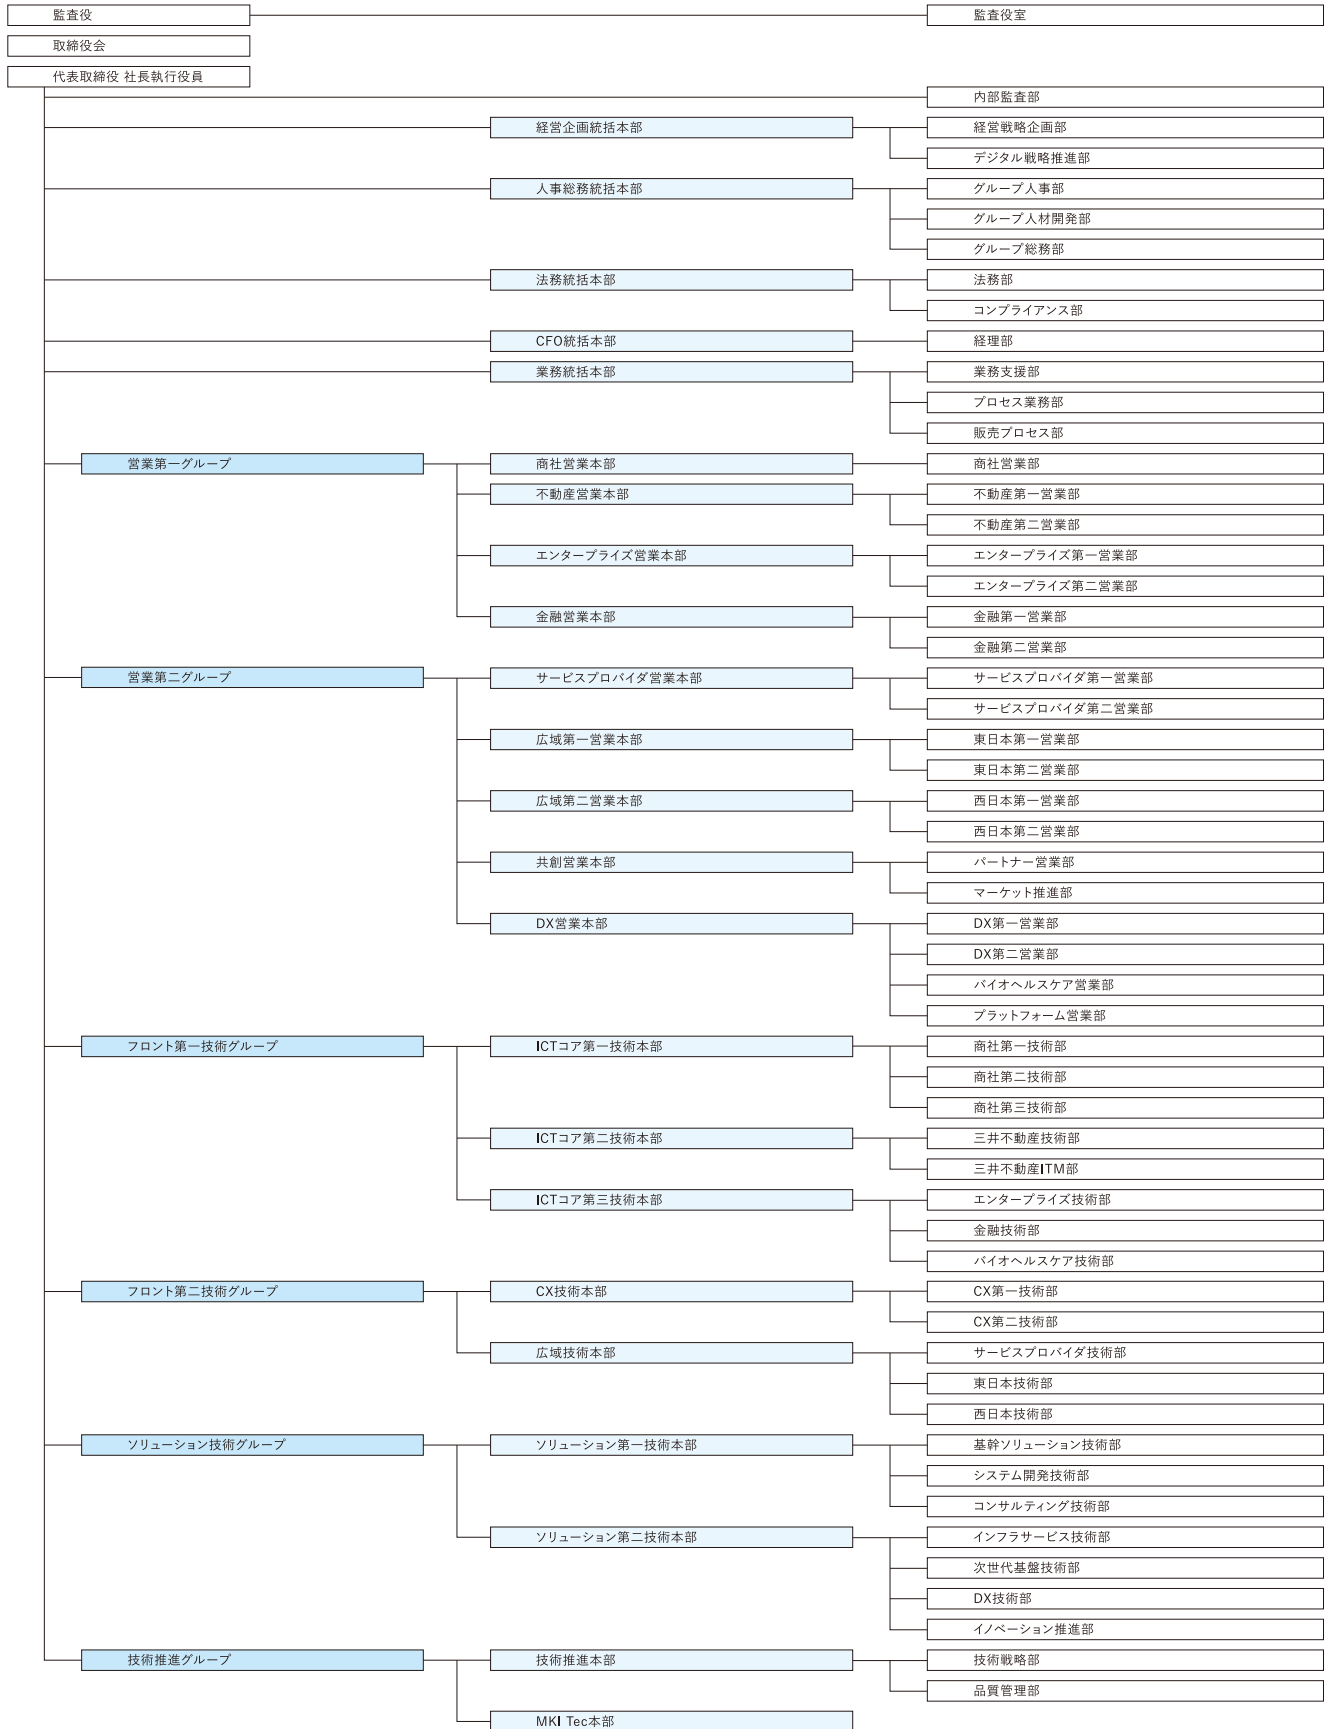 監査役
監査役室
取締役会
代表取締役 社長執行役員
内部監査部
経営企画統括本部
経営戦略企画部
デジタル戦略推進部
人事総務統括本部
グループ人事部
グループ人材開発部
グループ総務部
法務統括本部
法務部
コンプライアンス部
CFO統括本部
経理部
業務統括本部
業務支援部
プロセス業務部
販売プロセス部
営業第一グループ
商社営業本部
商社営業部
不動産営業本部
不動産第一営業部
不動産第二営業部
エンタープライズ営業本部
エンタープライズ第一営業部
エンタープライズ第二営業部
金融営業本部
金融第一営業部
金融第二営業部
営業第二グループ
サービスプロバイダ営業本部
サービスプロバイダ第一営業部
サービスプロバイダ第二営業部
広域第一営業本部
東日本第一営業部
東日本第二営業部
広域第二営業本部
西日本第一営業部
西日本第二営業部
共創営業本部
パートナー営業部
マーケット推進部
DX営業本部
DX第一営業部
DX第二営業部
バイオヘルスケア営業部
プラットフォーム営業部
フロント第一技術グループ
ICTコア第一技術本部
商社第一技術部
商社第二技術部
商社第三技術部
ICTコア第二技術本部
三井不動産技術部
三井不動産ITM部
ICTコア第三技術本部
エンタープライズ技術部
金融技術部
バイオヘルスケア技術部
フロント第二技術グループ
CX技術本部
CX第一技術部
CX第二技術部
広域技術本部
サービスプロバイダ技術部
東日本技術部
西日本技術部
ソリューション技術グループ
ソリューション第一技術本部
基幹ソリューション技術部
システム開発技術部
コンサルティング技術部
ソリューション第二技術本部
インフラサービス技術部
次世代基盤技術部
DX技術部
イノベーション推進部
技術推進グループ
技術推進本部
技術戦略部
品質管理部
MKI Tec本部